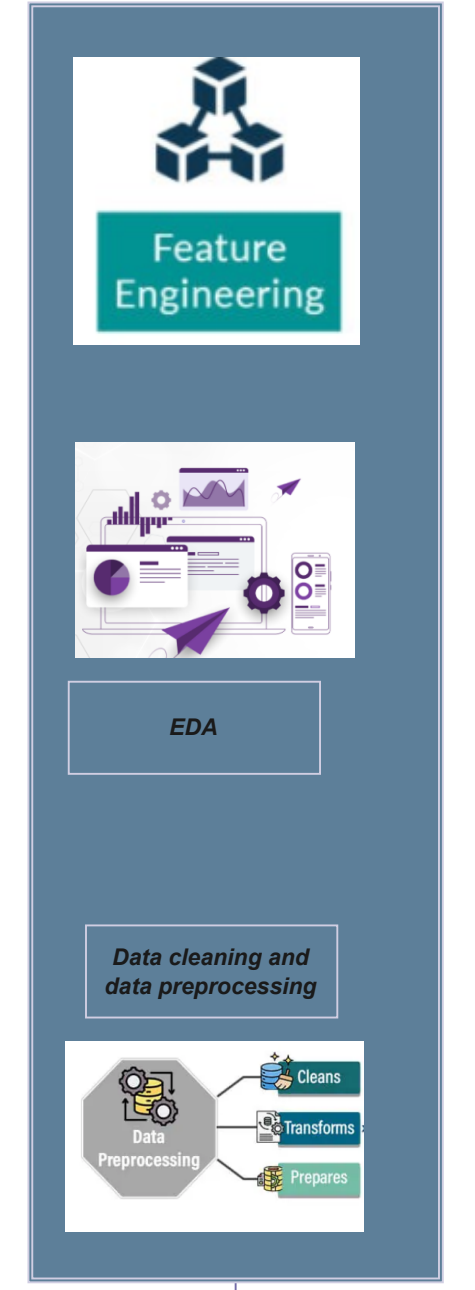 Feature
Engineering
EDA
Data cleaning and
data preprocessing
Data
Preprocessing
Cleans
Transforms
Prepares